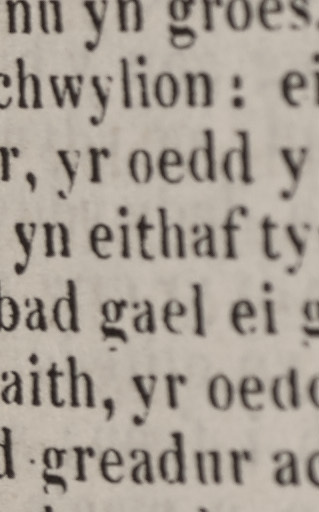 nu yn groes.
chwylion: ei
r, yr oedd y
yn eithaf ty
bad gael ei g
aith, yr oedd
d greadur ac